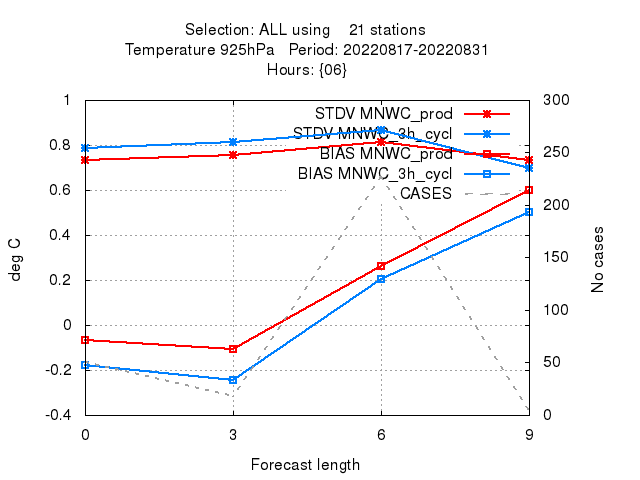 Selection: ALL using 21 stations
Temperature 925hPa Period: 20220817-20220831
Hours: {06}
1
0.8
0.6
0.4
0.2
0
-0.2
-0.4
deg C
STDV MNWC_prod
STDV MNWC_3h_cycl
BIAS MNWC_prod
BIAS MNWC_3h_cycl
CASES
300
250
200
150
100
50
0
No cases
0 3 6 9
Forecast length